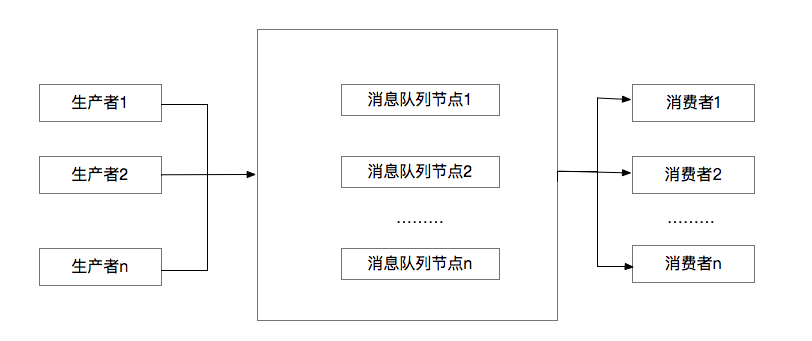 生产者1
消息队列节点1
消费者1
生产者2
消息队列节点2
消费者2
.........
.........
生产者n
消息队列节点n
消费者n